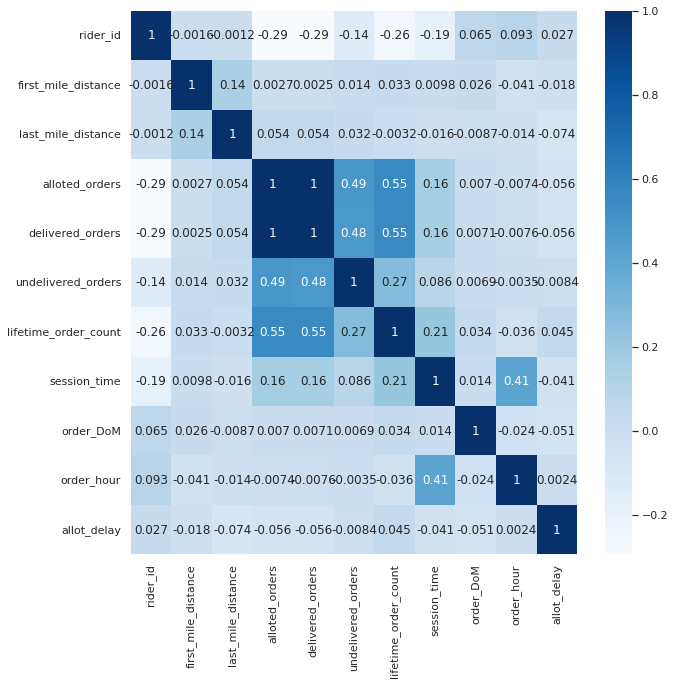 rider_id 1 -0.0016 -0.0012 -0.29 -0.29 -0.14 -0.26 -0.19 0.065 0.093 0.027
first_mile_distance -0.0016 1 0.14 0.0027 0.0025 0.014 0.033 0.0098 0.026 -0.041 -0.018
last_mile_distance -0.0012 0.14 1 0.054 0.054 0.032 -0.0032 -0.016 -0.0087 -0.014 -0.074
alloted_orders -0.29 0.0027 0.054 1 1 0.49 0.55 0.16 0.007 -0.0074 -0.056
delivered_orders -0.29 0.0025 0.054 1 1 0.48 0.55 0.16 0.0071 -0.0076 -0.056
undelivered_orders -0.14 0.014 0.032 0.49 0.48 1 0.27 0.086 0.0069 -0.0035 -0.0084
lifetime_order_count -0.26 0.033 -0.0032 0.55 0.55 0.27 1 0.21 0.034 -0.036 0.045
session_time -0.19 0.0098 -0.016 0.16 0.16 0.086 0.21 1 0.014 0.41 -0.041
order_DoM 0.065 0.026 -0.0087 0.007 0.0071 0.0069 0.034 0.014 1 -0.024 -0.051
order_hour 0.093 -0.041 -0.014 -0.0074 -0.0076 -0.0035 -0.036 0.41 -0.024 1 0.0024
allot_delay 0.027 -0.018 -0.074 -0.056 -0.056 -0.0084 0.045 -0.041 -0.051 0.0024 1
rider_id
first_mile_distance
last_mile_distance
alloted_orders
delivered_orders
undelivered_orders
lifetime_order_count
session_time
order_DoM
order_hour
allot_delay
1.0
0.8
0.6
0.4
0.2
0.0
−0.2